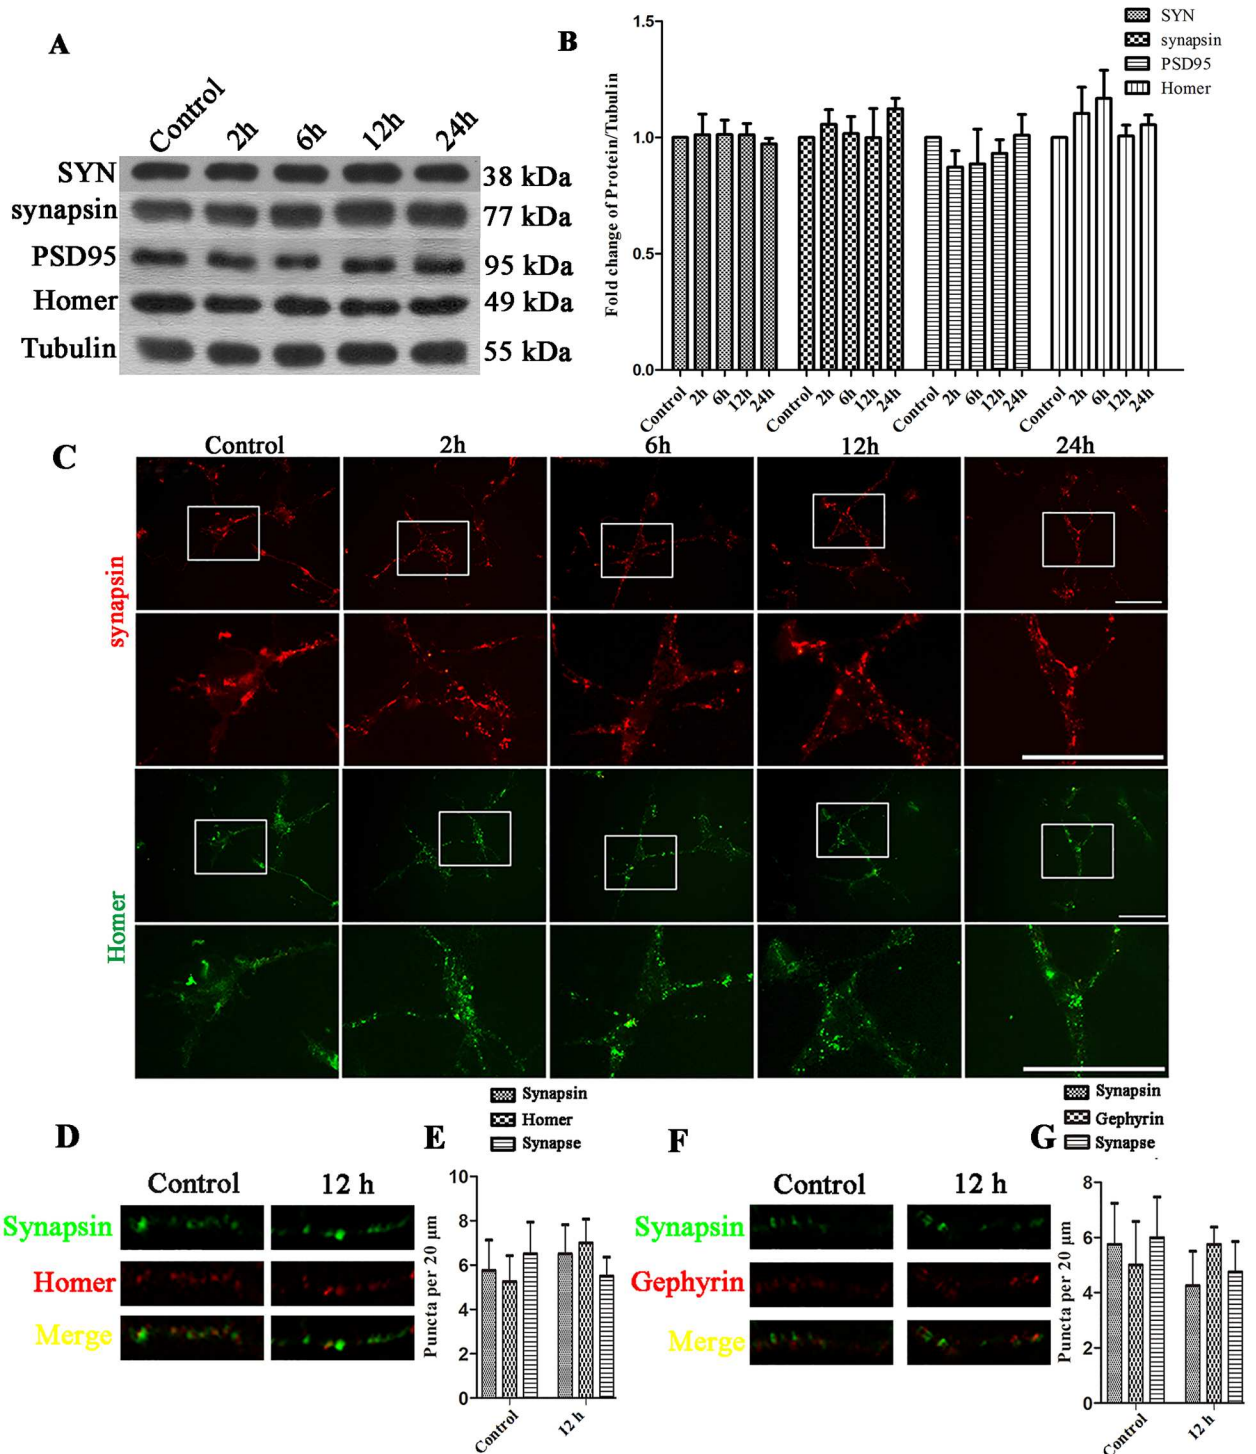 A
Control
2h
6h
12h
24h
SYN
38 kDa
synapsin
77 kDa
PSD95
95 kDa
Homer
49 kDa
Tubulin
55 kDa
B
SYN
synapsin
PSD95
Homer
Fold change of Protein/Tubulin
1.5
1.0
0.5
0.0
Control
2h
6h
12h
24h
Control
2h
6h
12h
24h
Control
2h
6h
12h
24h
Control
2h
6h
12h
24h
C
Control
2h
6h
12h
24h
synapsin
Homer
D
Control
12 h
Synapsin
Homer
Merge
E
Synapsin
Homer
Synapse
Puncta per 20 µm
10
8
6
4
2
0
Control
12 h
F
Control
12 h
Synapsin
Gephyrin
Merge
G
Synapsin
Gephyrin
Synapse
Puncta per 20 µm
8
6
4
2
0
Control
12 h